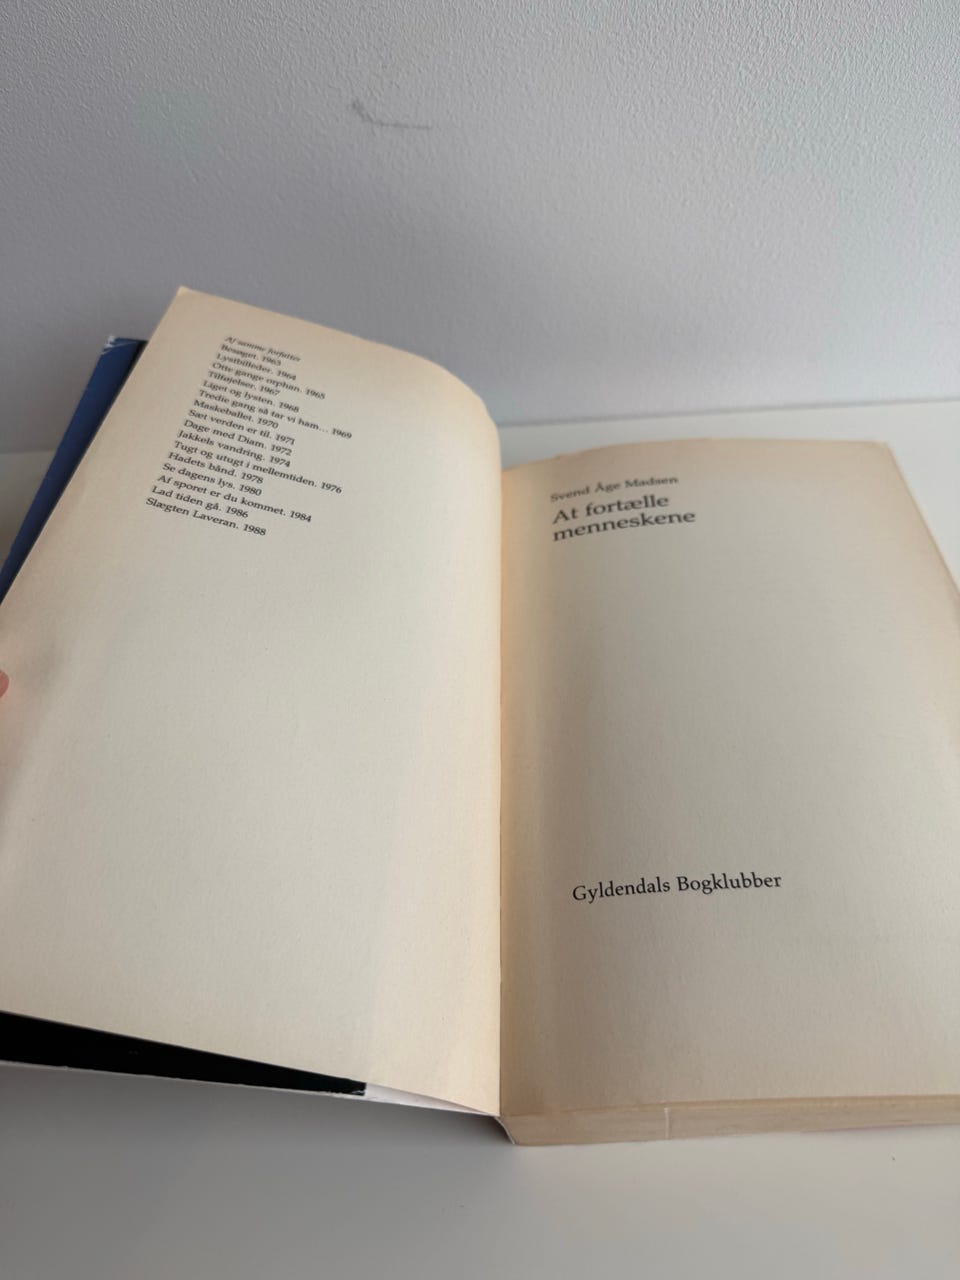 Af samme forfatter
Besøget. 1963
Lystbilleder. 1964
Otte gange orphan. 1965
Tilføjelser. 1967
Liget og lysten. 1968
Tredie gang så tar vi ham... 1969
Maskeballet. 1970
Sæt verden er til. 1971
Dage med Diam. 1972
Jakkels vandring. 1974
Tugt og utugt i mellemtiden. 1976
Hadets bånd. 1978
Se dagens lys. 1980
Af sporet er du kommet. 1984
Lad tiden gå. 1986
Slægten Laveran. 1988
Svend Åge Madsen
At fortælle
menneskene
Gyldendals Bogklubber